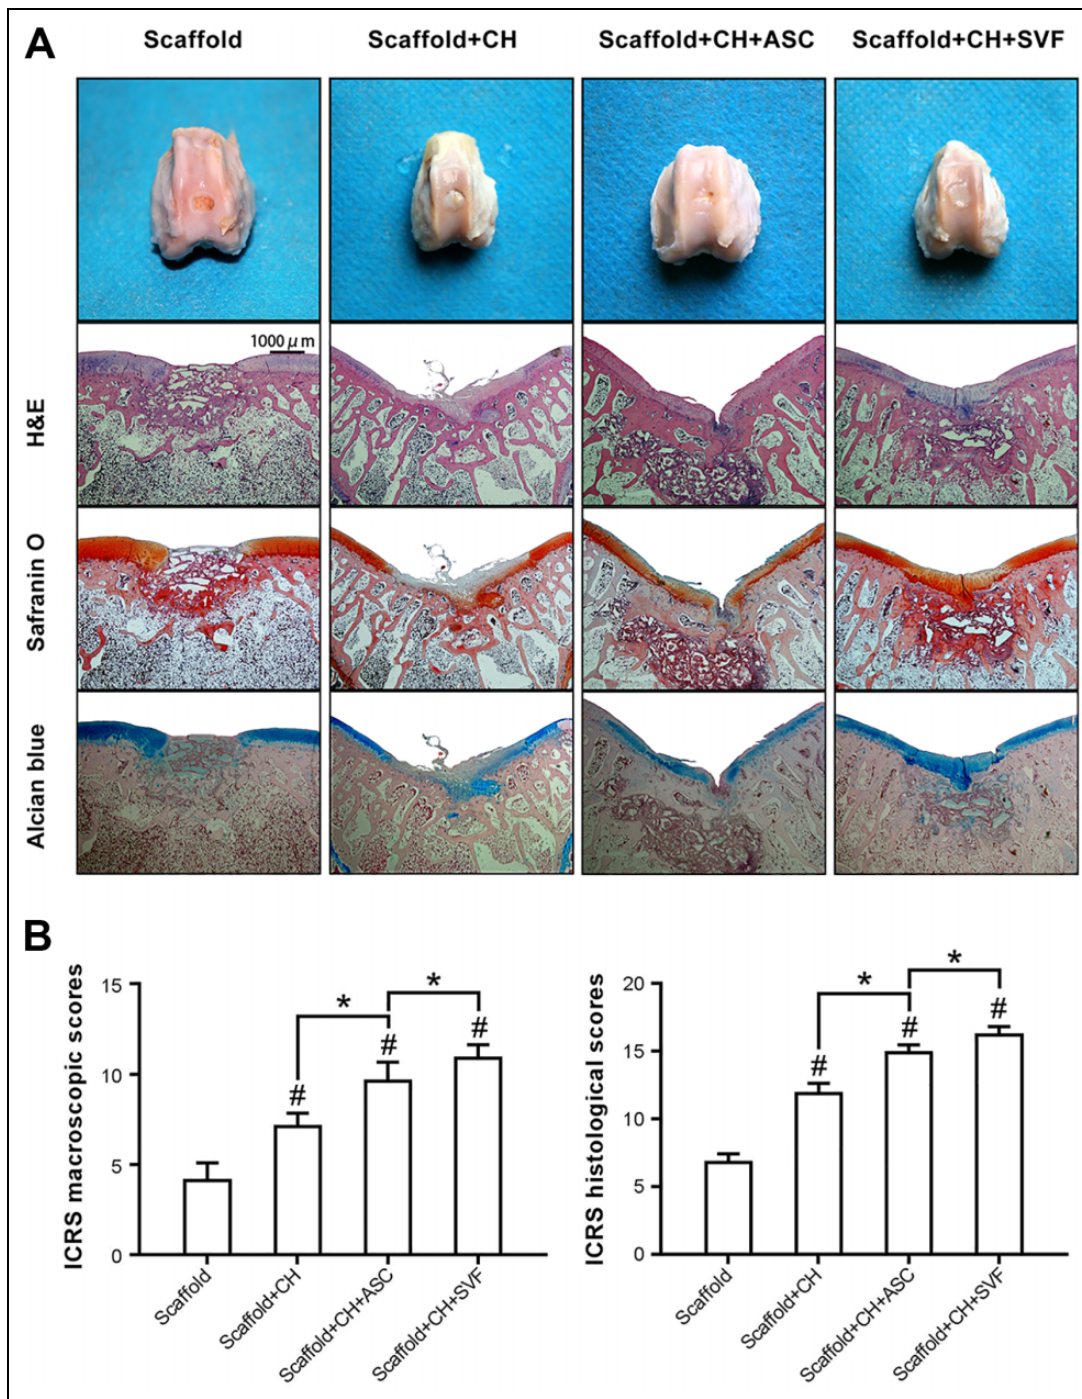 A
Scaffold
Scaffold+CH
Scaffold+CH+ASC
Scaffold+CH+SVF
H&E
1000 μm
Safranin O
Alcian blue
B
ICRS macroscopic scores
15
10
5
0
*
*
#
#
#
Scaffold
Scaffold+CH
Scaffold+CH+ASC
Scaffold+CH+SVF
ICRS histological scores
20
15
10
5
0
*
*
#
#
#
Scaffold
Scaffold+CH
Scaffold+CH+ASC
Scaffold+CH+SVF